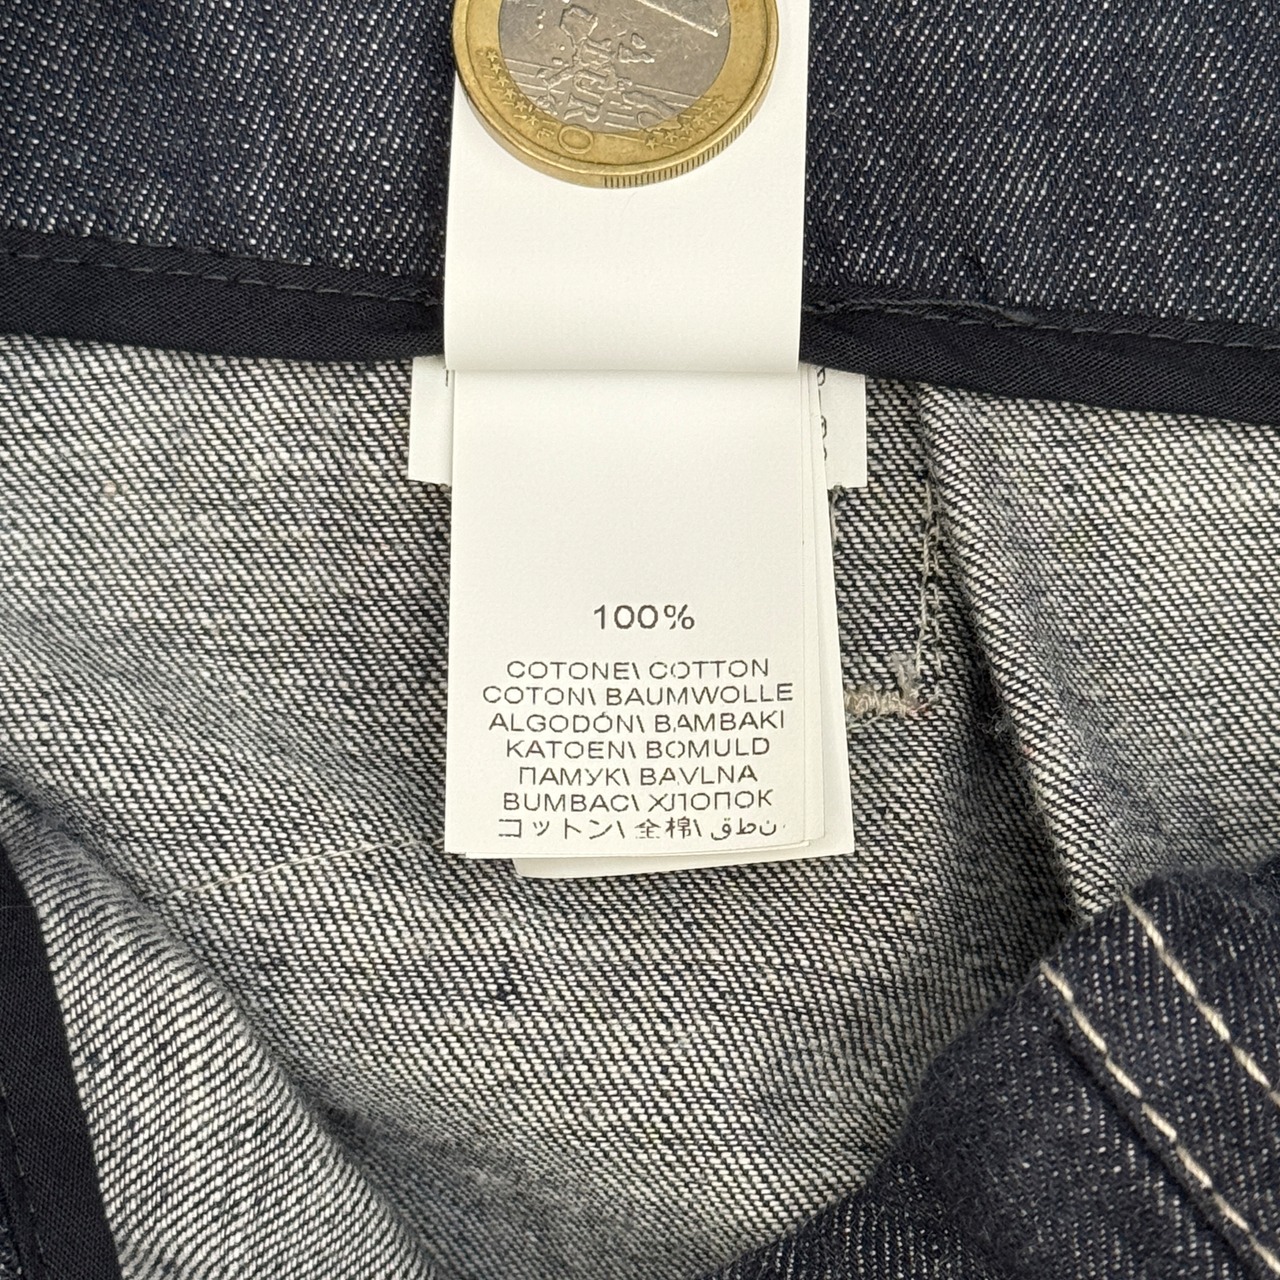 100%
COTONE\ COTTON
COTON\ BAUMWOLLE
ALGODÓN\ BAMBAKI
KATOEN\ BOMULD
ПАМУК\ BAVLNA
BUMBAC\ ХЛОПОК
コットン\ 全棉\ قطن